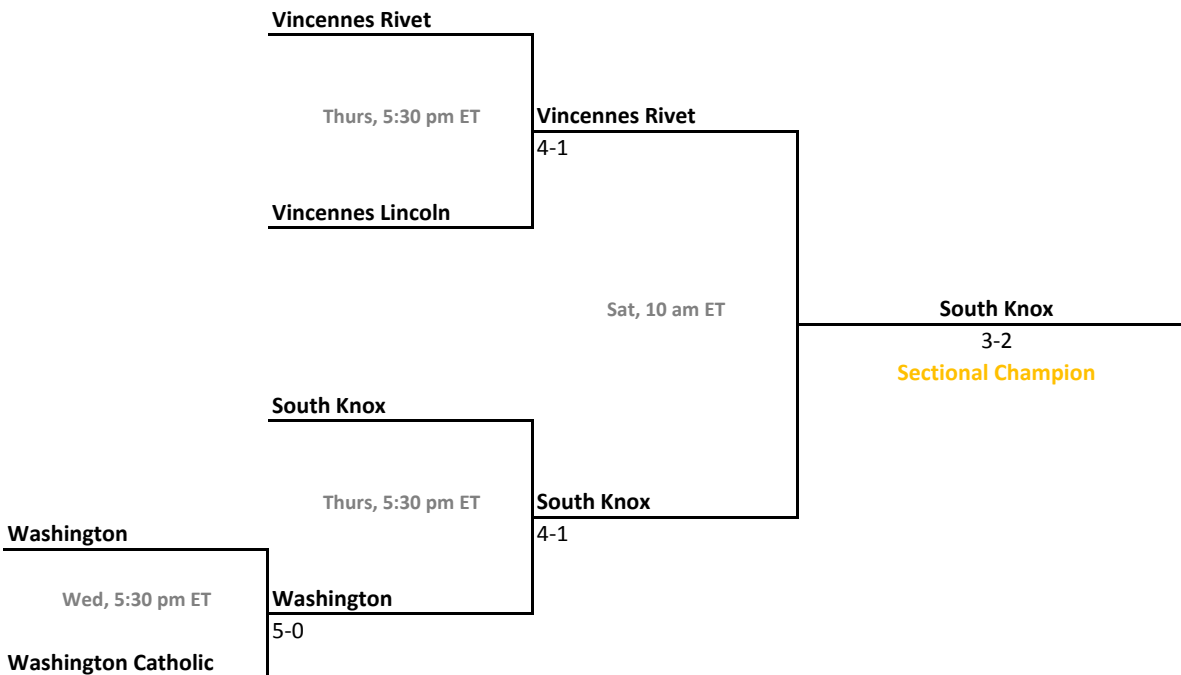 Vincennes Rivet
Thurs, 5:30 pm ET
Vincennes Rivet
4-1
Vincennes Lincoln
Sat, 10 am ET
South Knox
3-2
Sectional Champion
South Knox
Thurs, 5:30 pm ET
South Knox
4-1
Washington
Wed, 5:30 pm ET
Washington
5-0
Washington Catholic